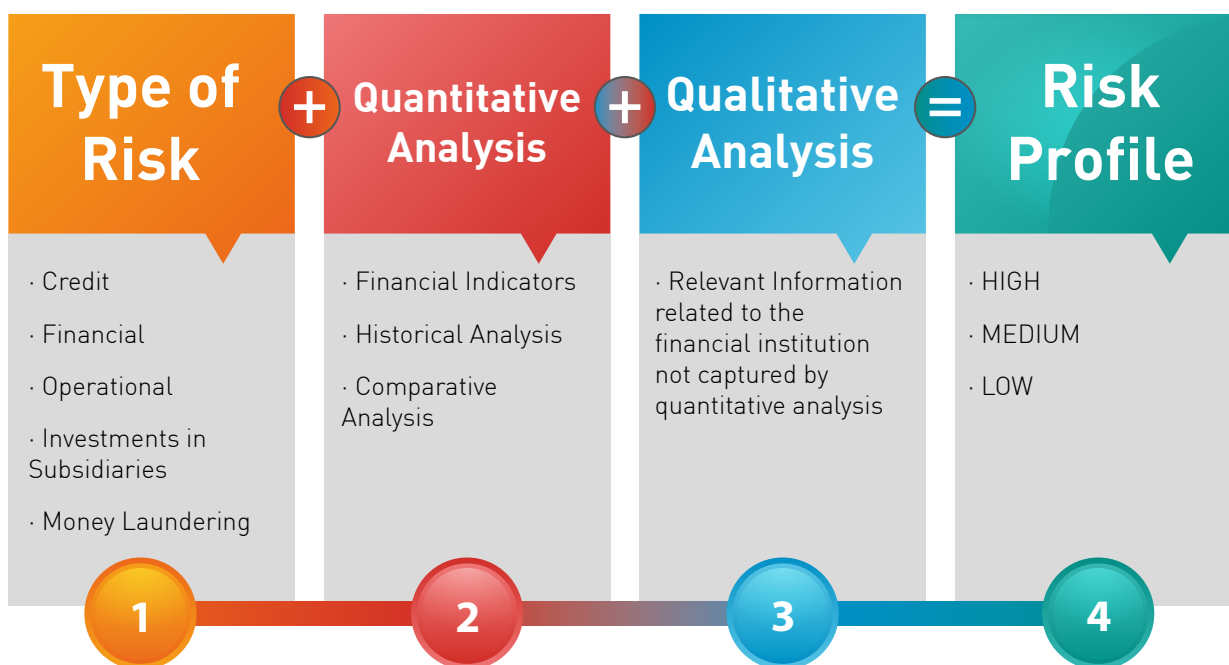 Type of
Risk
+
Quantitative
Analysis
+
Qualitative
Analysis
=
Risk
Profile
· Credit
· Financial
· Operational
· Investments in
Subsidiaries
· Money Laundering
· Financial Indicators
· Historical Analysis
· Comparative
Analysis
· Relevant Information
related to the
financial institution
not captured by
quantitative analysis
· HIGH
· MEDIUM
· LOW
1
2
3
4